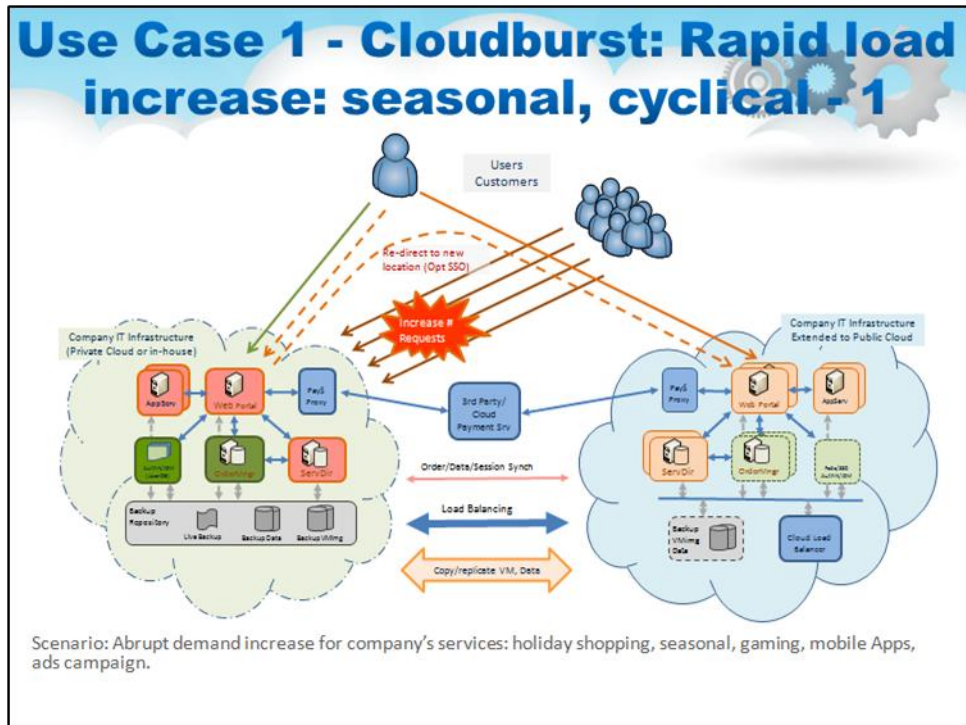 Use Case 1 - Cloudburst: Rapid load
increase: seasonal, cyclical - 1
Users
Customers
Re-direct to new
location (Opt SSO)
Increase #
Requests
Company IT Infrastructure
(Private Cloud or in-house)
Company IT Infrastructure
Extended to Public Cloud
AppServ
Web Portal
PayS
Proxy
3rd Party/
Cloud
Payment Srv
PayS
Proxy
Web Portal
AppServ
OrderMngr
ServDir
Order/Data/Session Synch
ServDir
OrderMngr
Backup
Repository
Live Backup
Backup Data
Backup VMImg
Load Balancing
Backup
VMImg
Data
Cloud Load
Balancer
Copy/replicate VM, Data
Scenario: Abrupt demand increase for company's services: holiday shopping, seasonal, gaming, mobile Apps,
ads campaign.